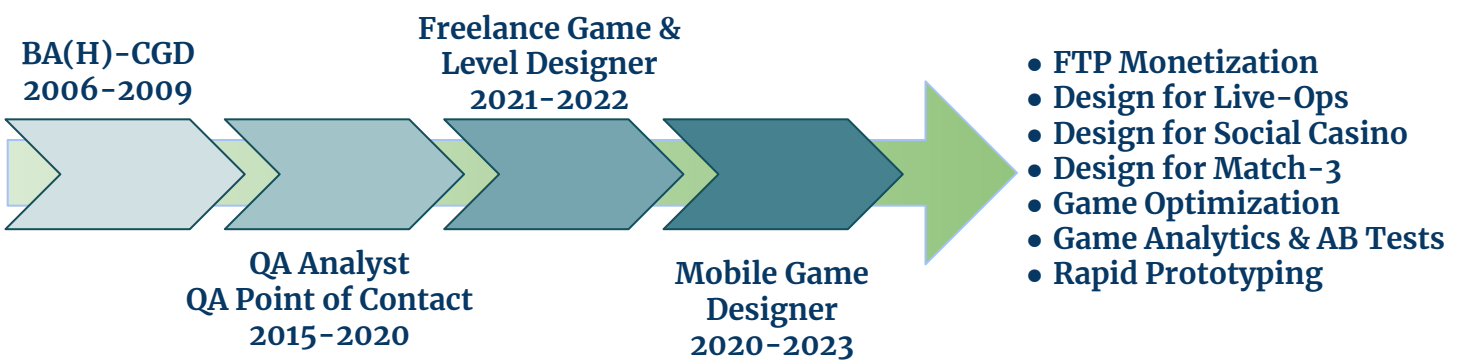 BA(H)-CGD
2006-2009
QA Analyst
QA Point of Contact
2015-2020
Freelance Game &
Level Designer
2021-2022
Mobile Game
Designer
2020-2023
● FTP Monetization
● Design for Live-Ops
● Design for Social Casino
● Design for Match-3
● Game Optimization
● Game Analytics & AB Tests
● Rapid Prototyping